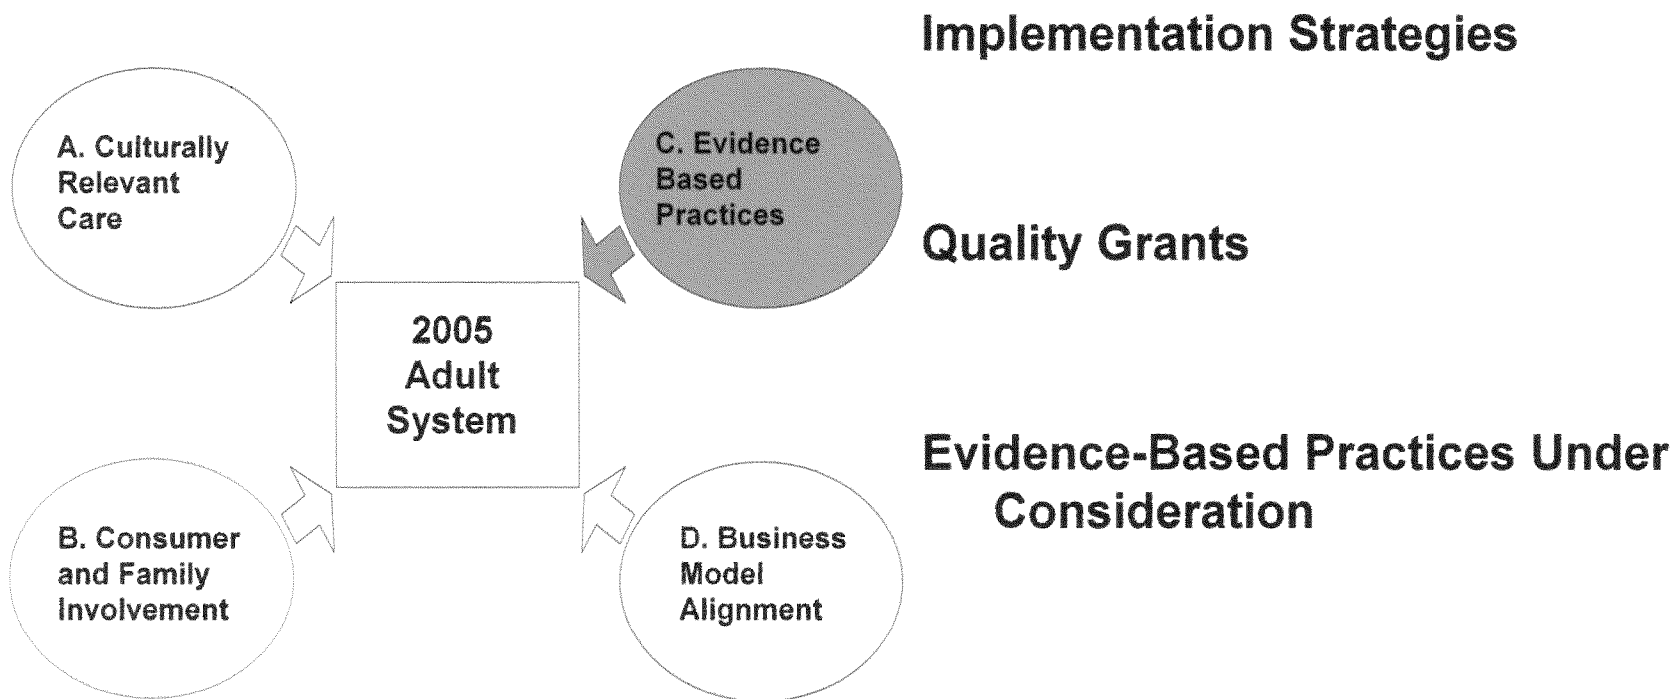 Implementation Strategies
A. Culturally
Relevant
Care
C. Evidence
Based
Practices
Quality Grants
2005
Adult
System
Evidence-Based Practices Under
Consideration
B. Consumer
and Family
Involvement
D. Business
Model
Alignment